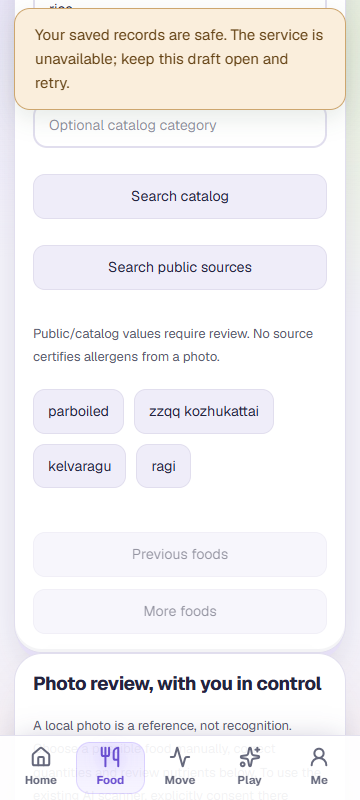 Your saved records are safe. The service is
unavailable; keep this draft open and
retry.
Optional catalog category
Search catalog
Search public sources
Public/catalog values require review. No source
certifies allergens from a photo.
parboiled
zzqq kozhukattai
kelvaragu
ragi
Previous foods
More foods
Photo review, with you in control
A local photo is a reference, not recognition.
Home
Food
Move
Play
Me